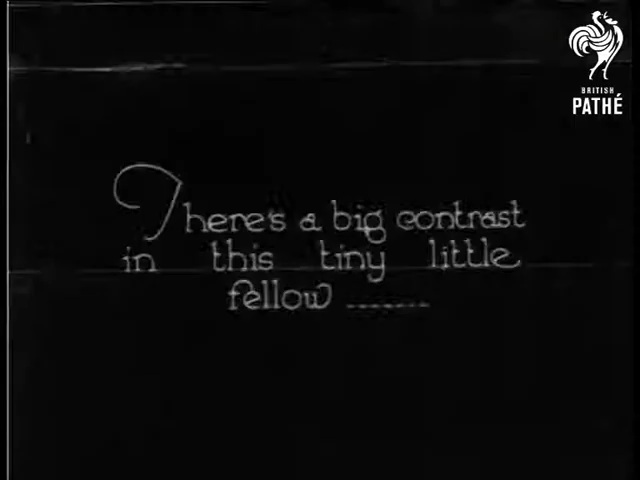 BRITISH
PATHÉ
There's a big contrast
in this tiny little
fellow ........